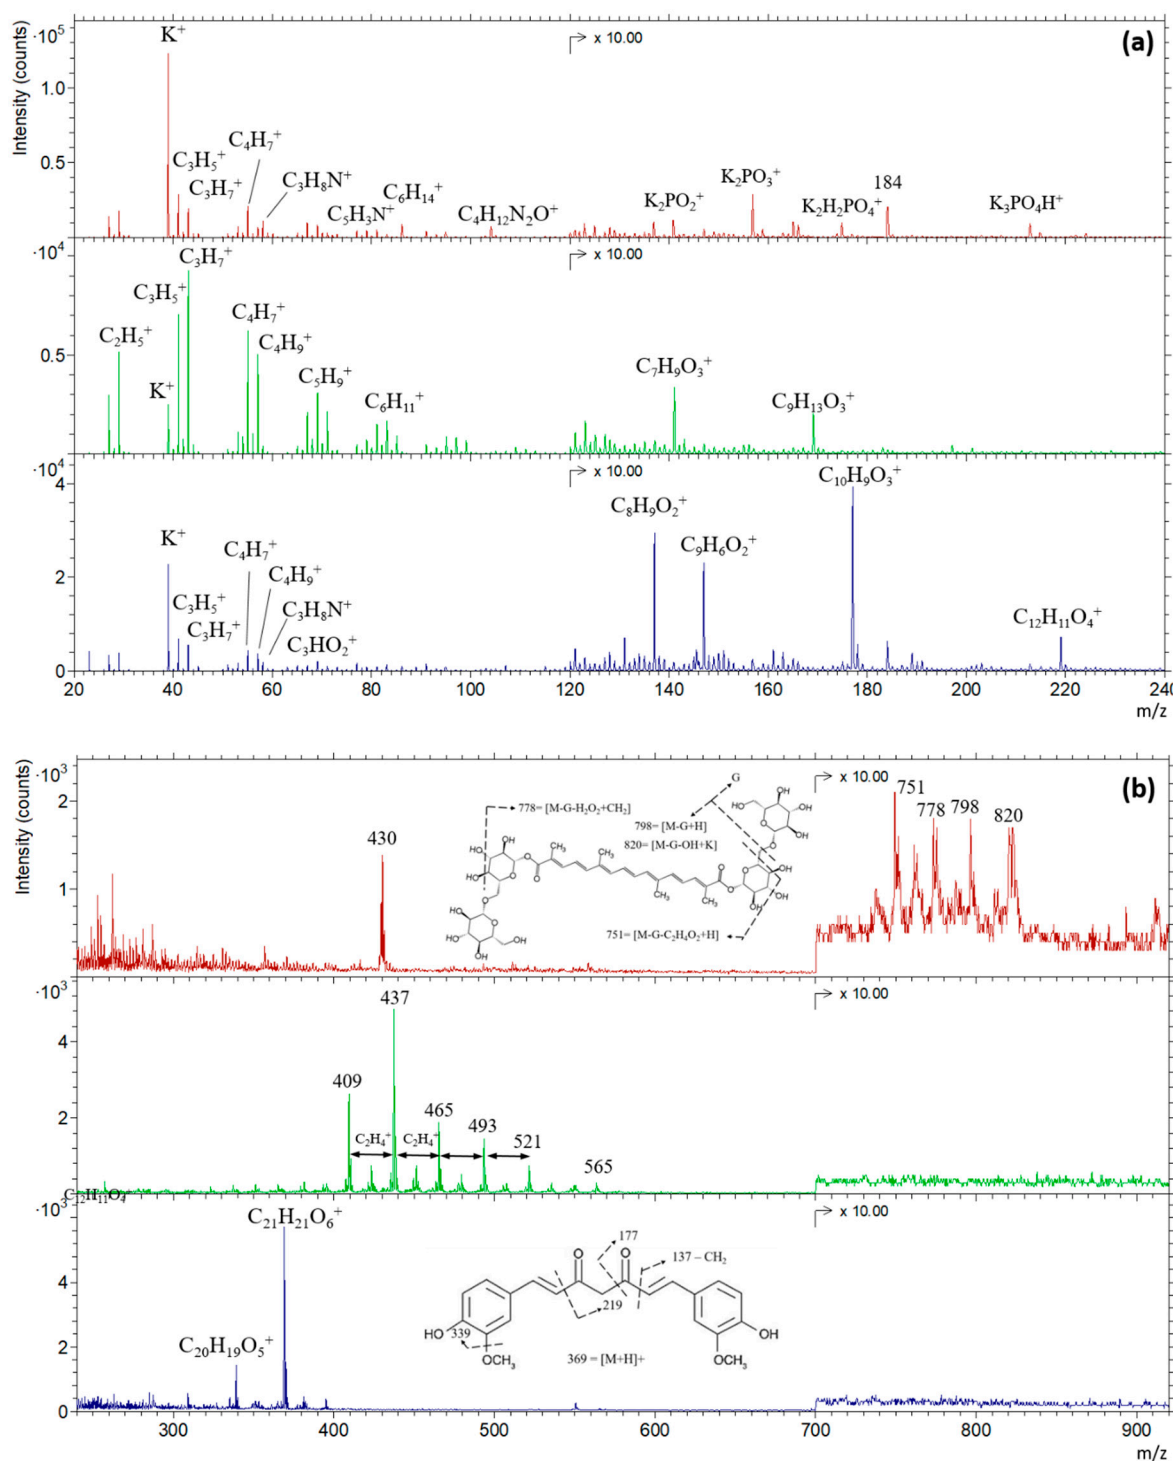 ·10⁵
K⁺
x 10.00
(a)
Intensity (counts)
1.0
0.5
C₃H₅⁺
C₃H₇⁺
C₄H₇⁺
C₃H₈N⁺
C₅H₃N⁺
C₆H₁₄⁺
C₄H₁₂N₂O⁺
K₂PO₂⁺
K₂PO₃⁺
K₂H₂PO₄⁺
184
K₃PO₄H⁺
·10⁴
0.5
C₂H₅⁺
K⁺
C₃H₅⁺
C₃H₇⁺
C₄H₇⁺
C₄H₉⁺
C₅H₉⁺
C₆H₁₁⁺
x 10.00
C₇H₉O₃⁺
C₉H₁₃O₃⁺
·10⁴
4
2
0
K⁺
C₃H₅⁺
C₃H₇⁺
C₄H₇⁺
C₄H₉⁺
C₃H₈N⁺
C₃HO₂⁺
x 10.00
C₈H₉O₂⁺
C₉H₆O₂⁺
C₁₀H₉O₃⁺
C₁₂H₁₁O₄⁺
20 40 60 80 100 120 140 160 180 200 220 240
m/z
·10³
Intensity (counts)
2
1
430
778= [M-G-H₂O₂+CH₂]
G
798= [M-G+H]
820= [M-G-OH+K]
751= [M-G-C₂H₄O₂+H]
x 10.00
751
778
798
820
(b)
·10³
4
2
409
437
465
493
521
565
C₂H₄⁺
C₂H₄⁺
x 10.00
C₁₂H₁₁O₄
·10³
4
2
0
C₂₁H₂₁O₆⁺
C₂₀H₁₉O₅⁺
177
137 – CH₂
219
339
O
O
HO
OCH₃
OCH₃
OH
369 = [M+H]+
x 10.00
300 400 500 600 700 800 900
m/z